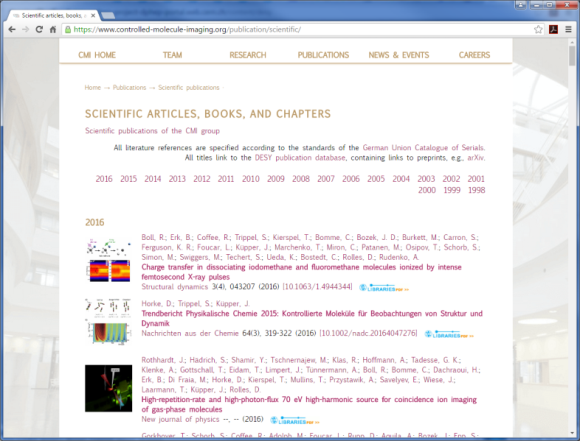 Scientific articles, books,
https://www.controlled-molecule-imaging.org/publication/scientific/
CMI HOME TEAM RESEARCH PUBLICATIONS NEWS & EVENTS CAREERS
Home → Publications → Scientific publications
SCIENTIFIC ARTICLES, BOOKS, AND CHAPTERS
Scientific publications of the CMI group
All literature references are specified according to the standards of the German Union Catalogue of Serials.
All titles link to the DESY publication database, containing links to preprints, e.g., arXiv.
2016 2015 2014 2013 2012 2011 2010 2009 2008 2007 2006 2005 2004 2003 2002 2001
2000 1999 1998
2016
Boll, R.; Erk, B.; Coffee, R.; Trippel, S.; Kierspel, T.; Bomme, C.; Bozek, J. D.; Burkett, M.; Carron, S.;
Ferguson, K. R.; Foucar, L.; Küpper, J.; Marchenko, T.; Miron, C.; Patanen, M.; Osipov, T.; Schorb, S.;
Simon, M.; Swiggers, M.; Techert, S.; Ueda, K.; Bostedt, C.; Rolles, D.; Rudenko, A.
Charge transfer in dissociating iodomethane and fluoromethane molecules ionized by intense
femtosecond X-ray pulses
Structural dynamics 3(4), 043207 (2016) [10.1063/1.4944344] LIBRARIES
Horke, D.; Trippel, S.; Küpper, J.
Trendbericht Physikalische Chemie 2015: Kontrollierte Moleküle für Beobachtungen von Struktur und
Dynamik
Nachrichten aus der Chemie 64(3), 319-322 (2016) [10.1002/nadc.20164047276] LIBRARIES
Rothhardt, J.; Hädrich, S.; Shamir, Y.; Tschnernajew, M.; Klas, R.; Hoffmann, A.; Tadesse, G. K.;
Klenke, A.; Gottschall, T.; Eidam, T.; Limpert, J.; Tünnermann, A.; Boll, R.; Bomme, C.; Dachraoui, H.;
Erk, B.; Di Fraia, M.; Horke, D.; Kierspel, T.; Mullins, T.; Przystawik, A.; Savelyev, E.; Wiese, J.;
Laarmann, T.; Küpper, J.; Rolles, D.
High-repetition-rate and high-photon-flux 70 eV high-harmonic source for coincidence ion imaging
of gas-phase molecules
New journal of physics --, -- (2016) LIBRARIES